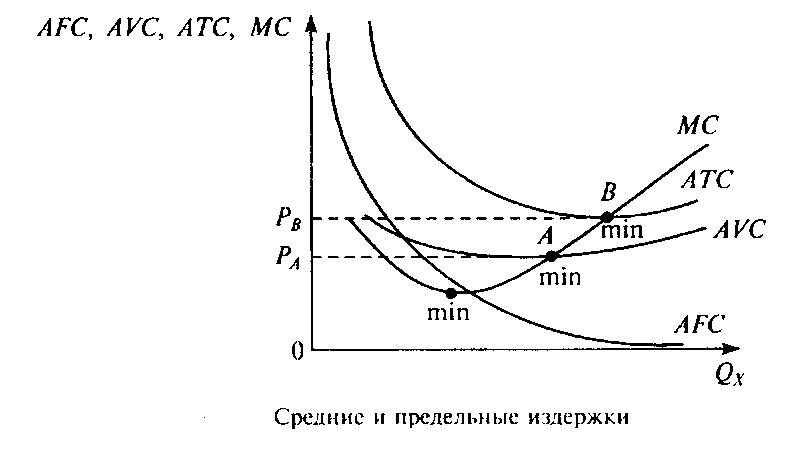 AFC, AVC, ATC, MC
MC
ATC
B
P_B
min
A
AVC
P_A
min
min
AFC
0
Q_X
Средние и предельные издержки